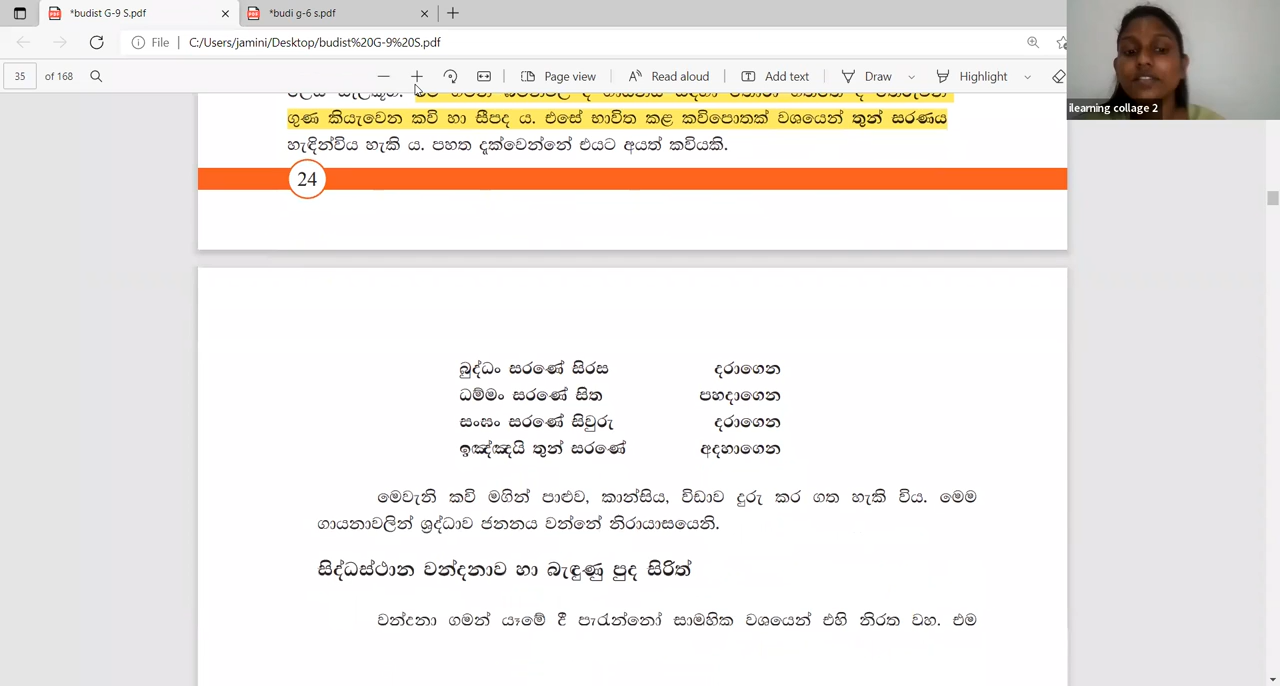 *budist G-9 S.pdf
*budi g-6 s.pdf
File C:/Users/jamini/Desktop/budist%20G-9%20S.pdf
35 of 168 Page view Read aloud Add text Draw Highlight
ilearning collage 2
ගුණ කියැවෙන කවි හා සීපද ය. එසේ භාවිත කළ කවිපොතක් වශයෙන් තුන් සරණය
හැඳින්විය හැකි ය. පහත දැක්වෙන්නේ එයට අයත් කවියකි.
24
බුද්ධං සරණේ සිරස දරාගෙන
ධම්මං සරණේ සිත පහදාගෙන
සංඝං සරණේ සිවුරු දරාගෙන
ඉඤ්ඤයි තුන් සරණේ අදහාගෙන
මෙවැනි කවි මගින් පාළුව, කාන්සිය, විඩාව දුරු කර ගත හැකි විය. මෙම
ගායනාවලින් ශ්‍රද්ධාව ජනනය වන්නේ නිරායාසයෙනි.
සිද්ධස්ථාන වන්දනාව හා බැඳුණු පුද සිරිත්
වන්දනා ගමන් යෑමේ දී පැරැන්නෝ සාමූහික වශයෙන් එහි නිරත වහ. එම